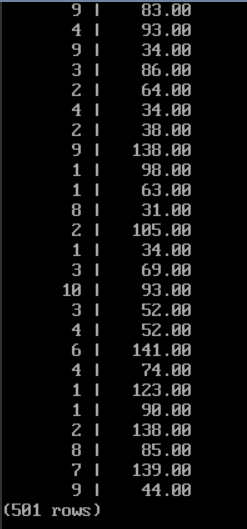 9 | 83.00
4 | 93.00
9 | 34.00
3 | 86.00
2 | 64.00
4 | 34.00
2 | 38.00
9 | 138.00
1 | 98.00
1 | 63.00
8 | 31.00
2 | 105.00
1 | 34.00
3 | 69.00
10 | 93.00
3 | 52.00
4 | 52.00
6 | 141.00
4 | 74.00
1 | 123.00
1 | 90.00
2 | 138.00
8 | 85.00
7 | 139.00
9 | 44.00
(501 rows)